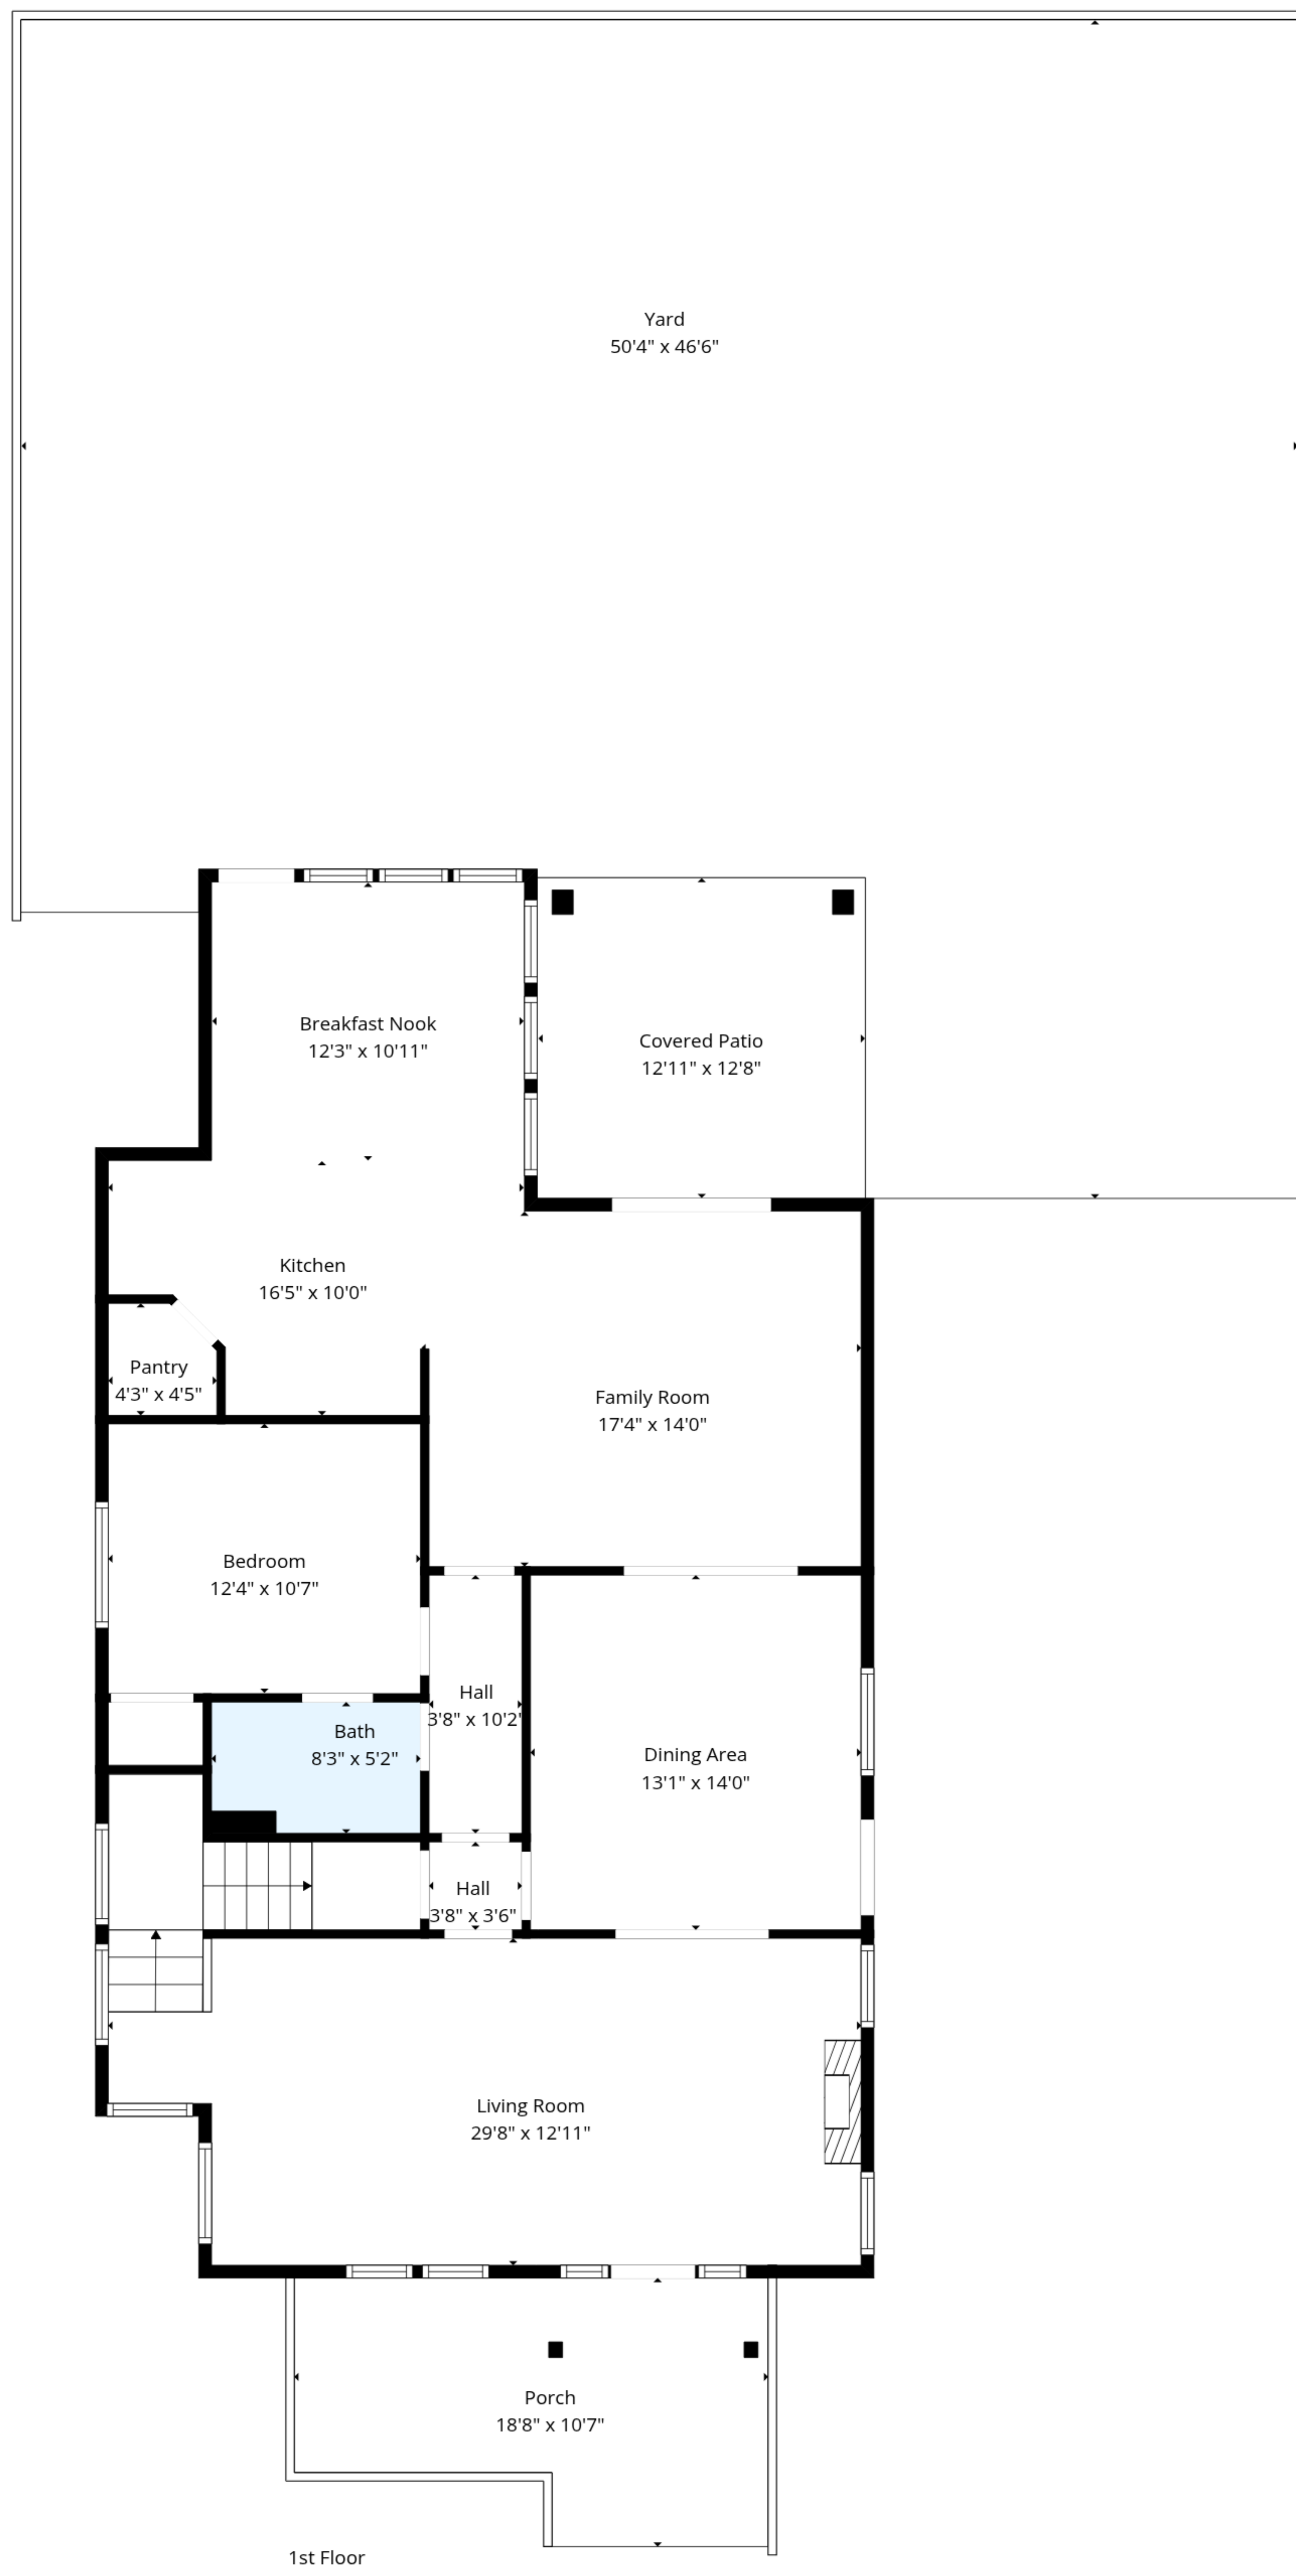 Yard
50'4" x 46'6"
Breakfast Nook
12'3" x 10'11"
Covered Patio
12'11" x 12'8"
Kitchen
16'5" x 10'0"
Pantry
4'3" x 4'5"
Family Room
17'4" x 14'0"
Bedroom
12'4" x 10'7"
Hall
3'8" x 10'2'
Bath
8'3" x 5'2"
Dining Area
13'1" x 14'0"
Hall
3'8" x 3'6"
Living Room
29'8" x 12'11"
Porch
18'8" x 10'7"
1st Floor